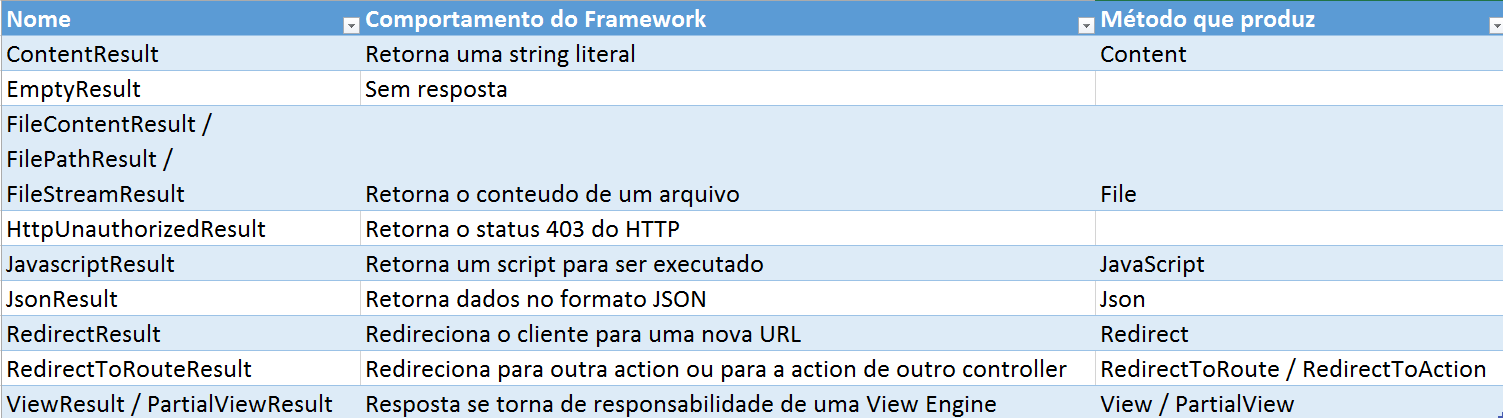 Nome Comportamento do Framework Método que produz
ContentResult Retorna uma string literal Content
EmptyResult Sem resposta
FileContentResult /
FilePathResult /
FileStreamResult Retorna o conteudo de um arquivo File
HttpUnauthorizedResult Retorna o status 403 do HTTP
JavascriptResult Retorna um script para ser executado JavaScript
JsonResult Retorna dados no formato JSON Json
RedirectResult Redireciona o cliente para uma nova URL Redirect
RedirectToRouteResult Redireciona para outra action ou para a action de outro controller RedirectToRoute / RedirectToAction
ViewResult / PartialViewResult Resposta se torna de responsabilidade de uma View Engine View / PartialView